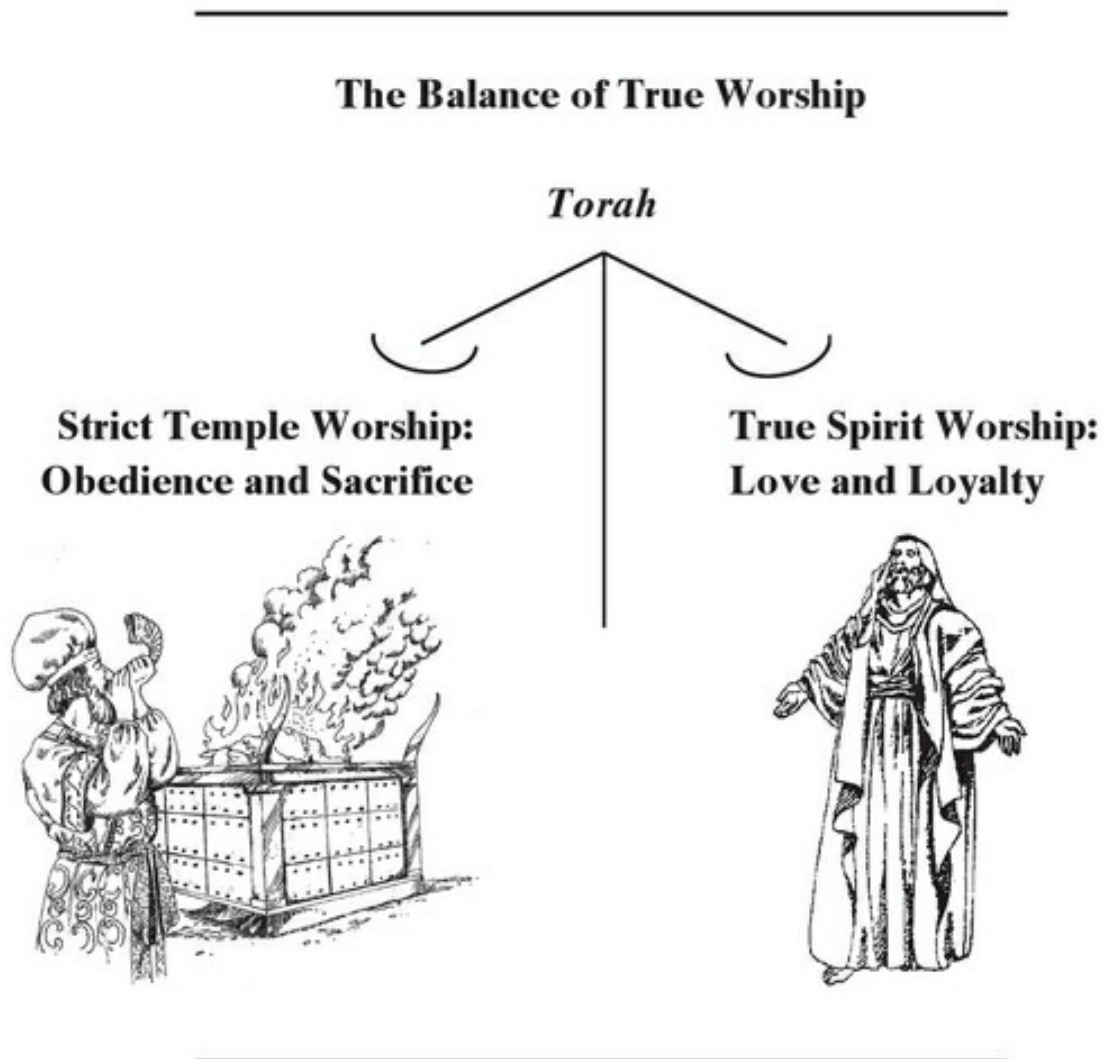 The Balance of True Worship
Torah
Strict Temple Worship:
Obedience and Sacrifice
True Spirit Worship:
Love and Loyalty